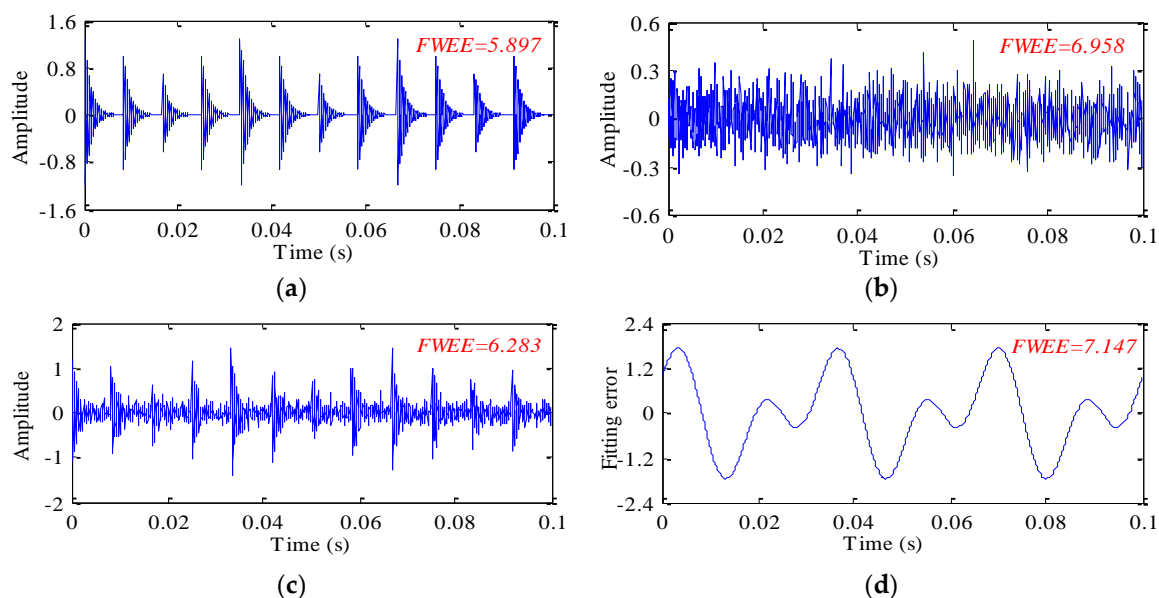 1.6
0.8
0
-0.8
-1.6
Amplitude
FWEE=5.897
0 0.02 0.04 0.06 0.08 0.1
Time (s)
(a)
0.6
0.3
0
-0.3
-0.6
Amplitude
FWEE=6.958
0 0.02 0.04 0.06 0.08 0.1
Time (s)
(b)
2
1
0
-1
-2
Amplitude
FWEE=6.283
0 0.02 0.04 0.06 0.08 0.1
Time (s)
(c)
2.4
1.2
0
-1.2
-2.4
Fitting error
FWEE=7.147
0 0.02 0.04 0.06 0.08 0.1
Time (s)
(d)